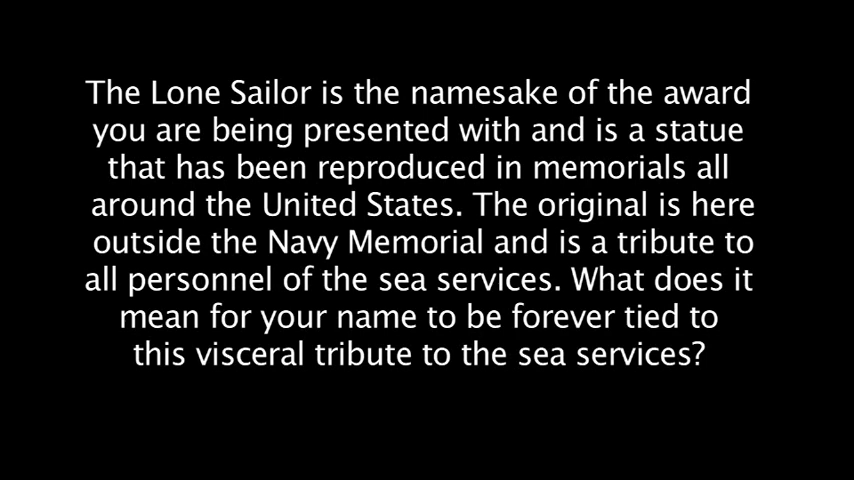 The Lone Sailor is the namesake of the award
you are being presented with and is a statue
that has been reproduced in memorials all
around the United States. The original is here
outside the Navy Memorial and is a tribute to
all personnel of the sea services. What does it
mean for your name to be forever tied to
this visceral tribute to the sea services?